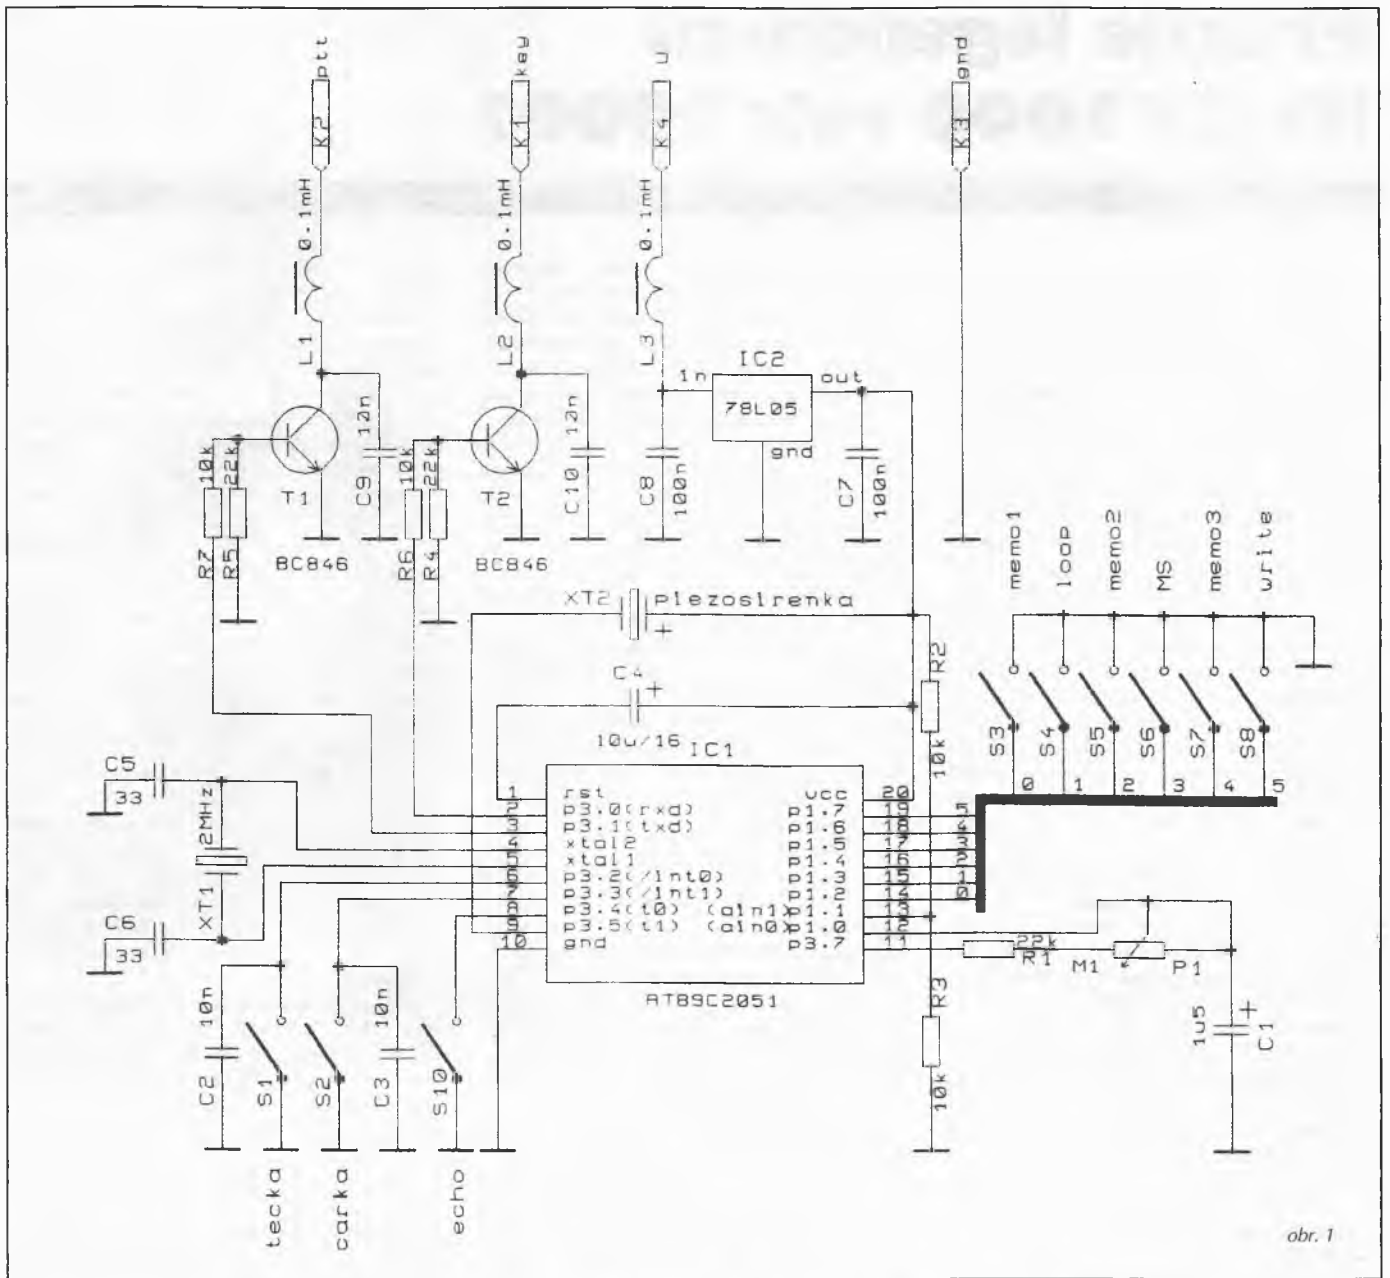 ptt
key
u
gnd
K2
K1
K4
K3
0.1mH
0.1mH
0.1mH
L1
L2
L3
IC2
in
out
78L05
gnd
10k
22k
10n
C9
10k
22k
10n
C10
C8
100n
C7
100n
T1
T2
R7
R5
BC846
R6
R4
BC846
memo1
loop
memo2
MS
memo3
write
XT2
piezosirenka
+
R2
C4
+
10u/16
IC1
10k
S3
S4
S5
S6
S7
S8
0
1
2
3
4
5
C5
33
2MHz
XT1
C6
33
1 rst vcc 20
2 p3.0(rxd) p1.7 19 5
3 p3.1(txd) p1.6 18 4
4 xtal2 p1.5 17 3
5 xtal1 p1.4 16 2
6 p3.2(/int0) p1.3 15 1
7 p3.3(/int1) p1.2 14 0
8 p3.4(t0) (ain1)p1.1 13
9 p3.5(t1) (ain0)p1.0 12
10 gnd p3.7 11
AT89C2051
22k
R1
M1
P1
R3
10k
1u5
+
C1
10n
C2
S1
S2
10n
C3
S10
tecka
carka
echo
obr. 1